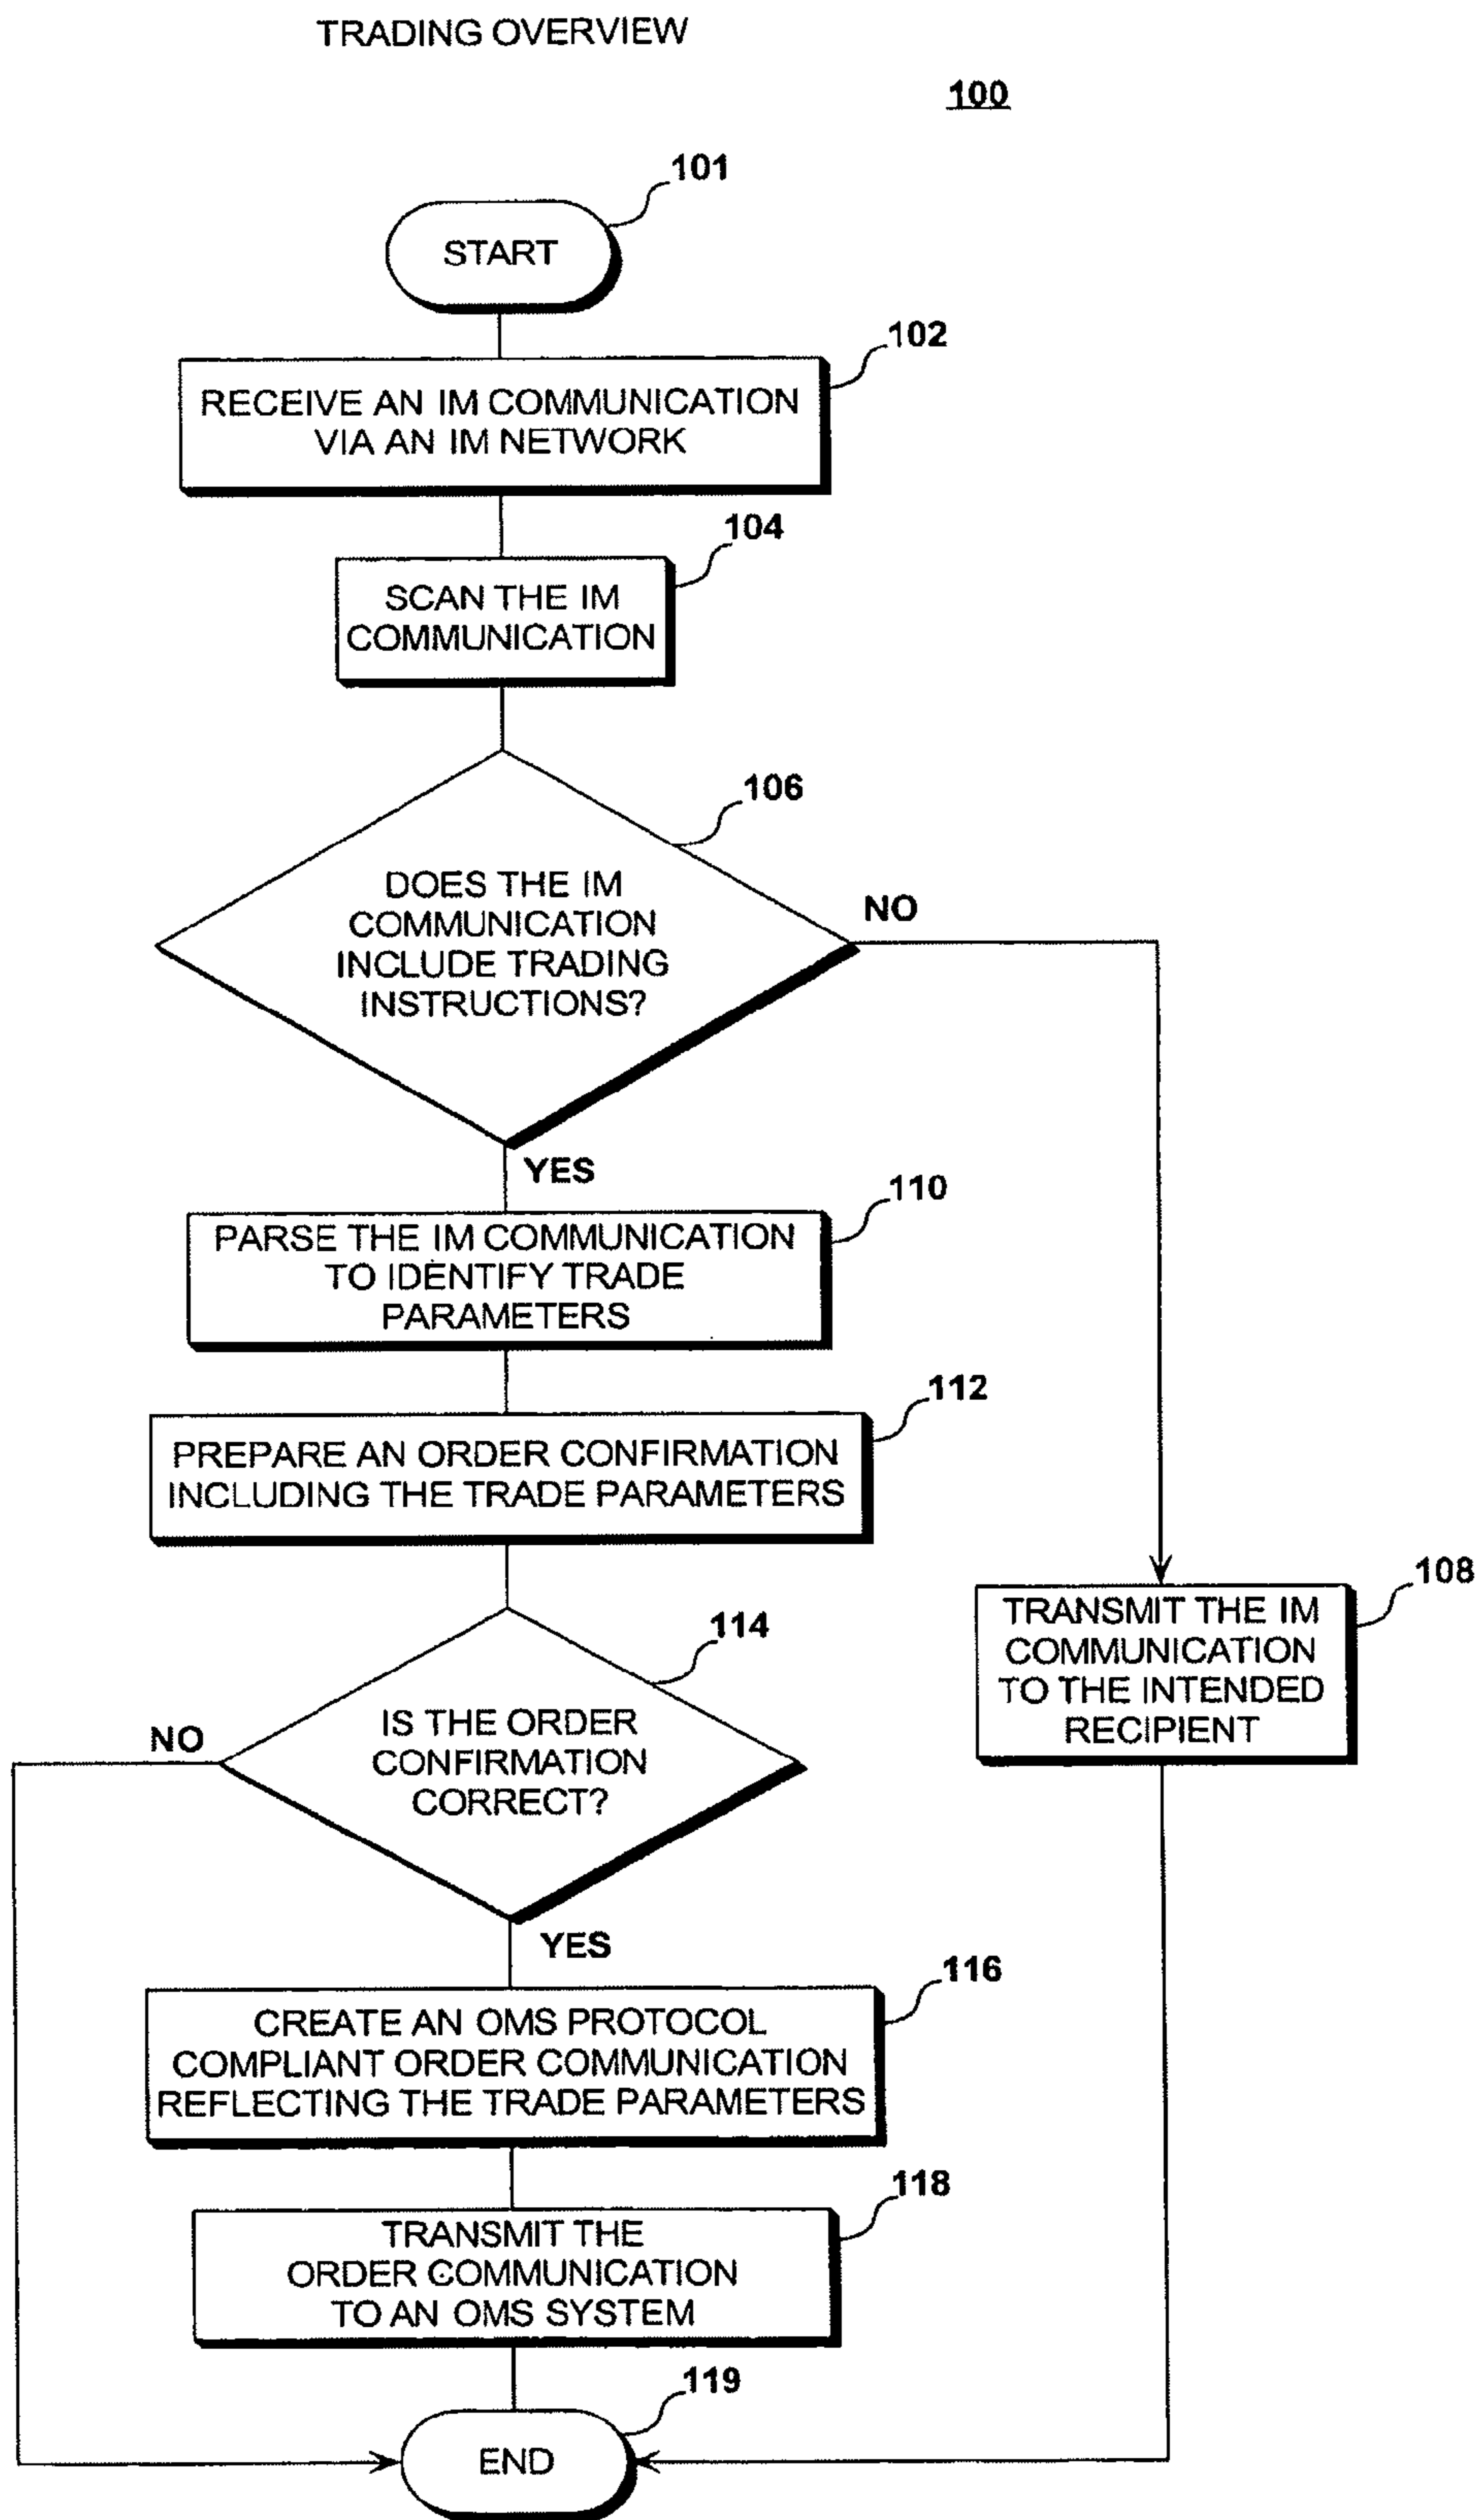 TRADING OVERVIEW
100
101
START
102
RECEIVE AN IM COMMUNICATION
VIA AN IM NETWORK
104
SCAN THE IM
COMMUNICATION
106
DOES THE IM
COMMUNICATION
INCLUDE TRADING
INSTRUCTIONS?
NO
YES
110
PARSE THE IM COMMUNICATION
TO IDENTIFY TRADE
PARAMETERS
112
PREPARE AN ORDER CONFIRMATION
INCLUDING THE TRADE PARAMETERS
108
TRANSMIT THE IM
COMMUNICATION
TO THE INTENDED
RECIPIENT
114
IS THE ORDER
CONFIRMATION
CORRECT?
NO
YES
116
CREATE AN OMS PROTOCOL
COMPLIANT ORDER COMMUNICATION
REFLECTING THE TRADE PARAMETERS
118
TRANSMIT THE
ORDER COMMUNICATION
TO AN OMS SYSTEM
119
END